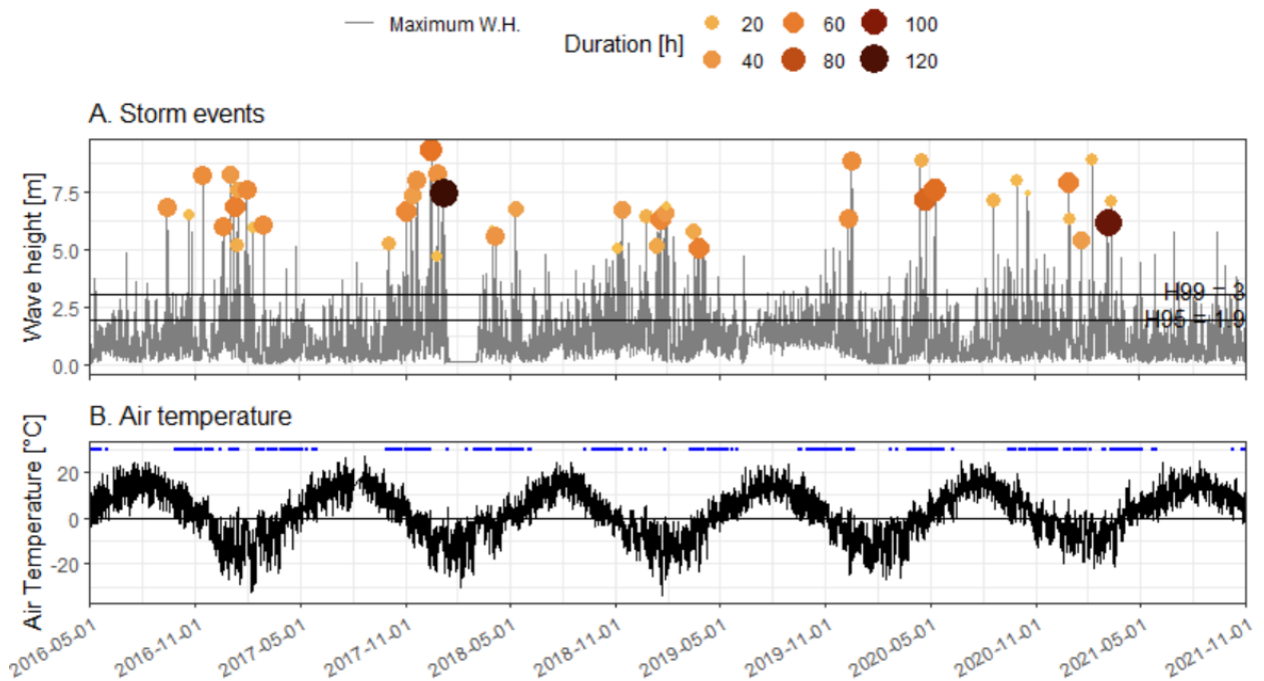 Maximum W.H.
Duration [h]
20 60 100
40 80 120
A. Storm events
Wave height [m]
7.5
5.0
2.5
0.0
H99 = 3
H95 = 1.9
B. Air temperature
Air Temperature [°C]
20
0
-20
2016-05-01
2016-11-01
2017-05-01
2017-11-01
2018-05-01
2018-11-01
2019-05-01
2019-11-01
2020-05-01
2020-11-01
2021-05-01
2021-11-01